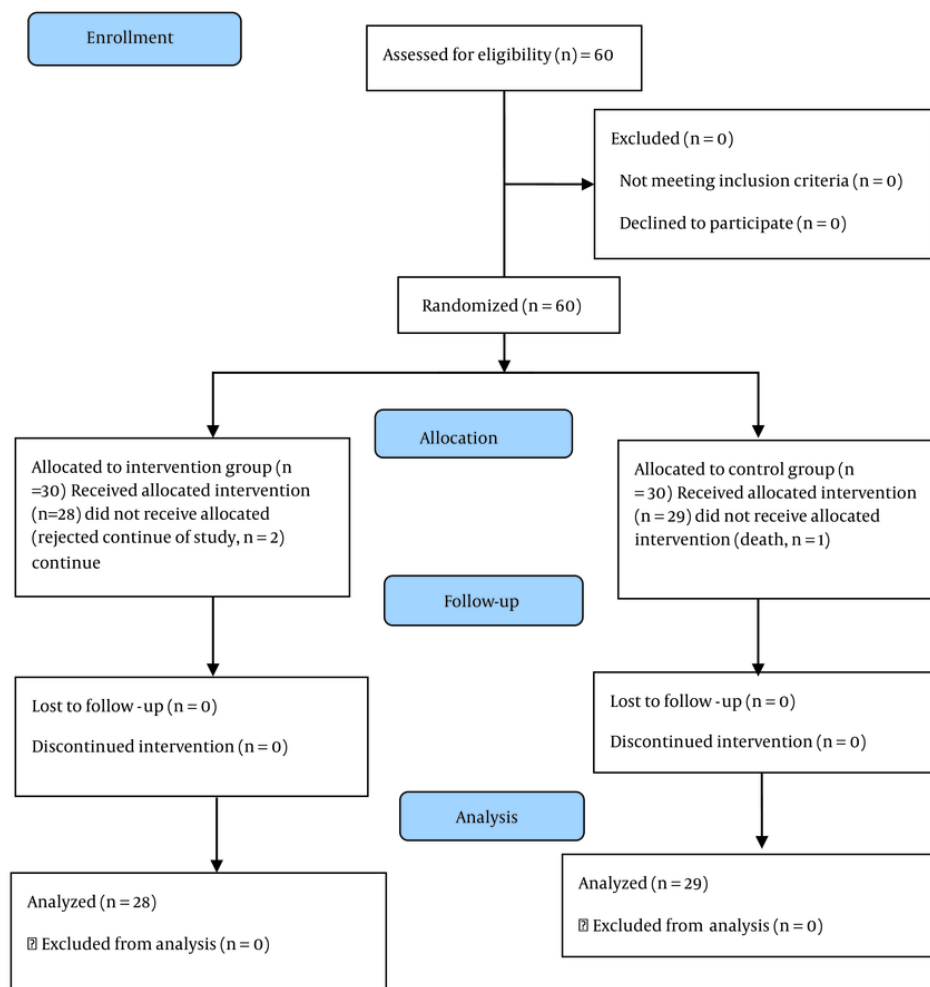 Enrollment
Assessed for eligibility (n) = 60
Excluded (n = 0)
Not meeting inclusion criteria (n = 0)
Declined to participate (n = 0)
Randomized (n = 60)
Allocation
Allocated to intervention group (n
=30) Received allocated intervention
(n=28) did not receive allocated
(rejected continue of study, n = 2)
continue
Allocated to control group (n
= 30) Received allocated intervention
(n = 29) did not receive allocated
intervention (death, n = 1)
Follow-up
Lost to follow -up (n = 0)
Discontinued intervention (n = 0)
Lost to follow -up (n = 0)
Discontinued intervention (n = 0)
Analysis
Analyzed (n = 28)
Excluded from analysis (n = 0)
Analyzed (n = 29)
Excluded from analysis (n = 0)